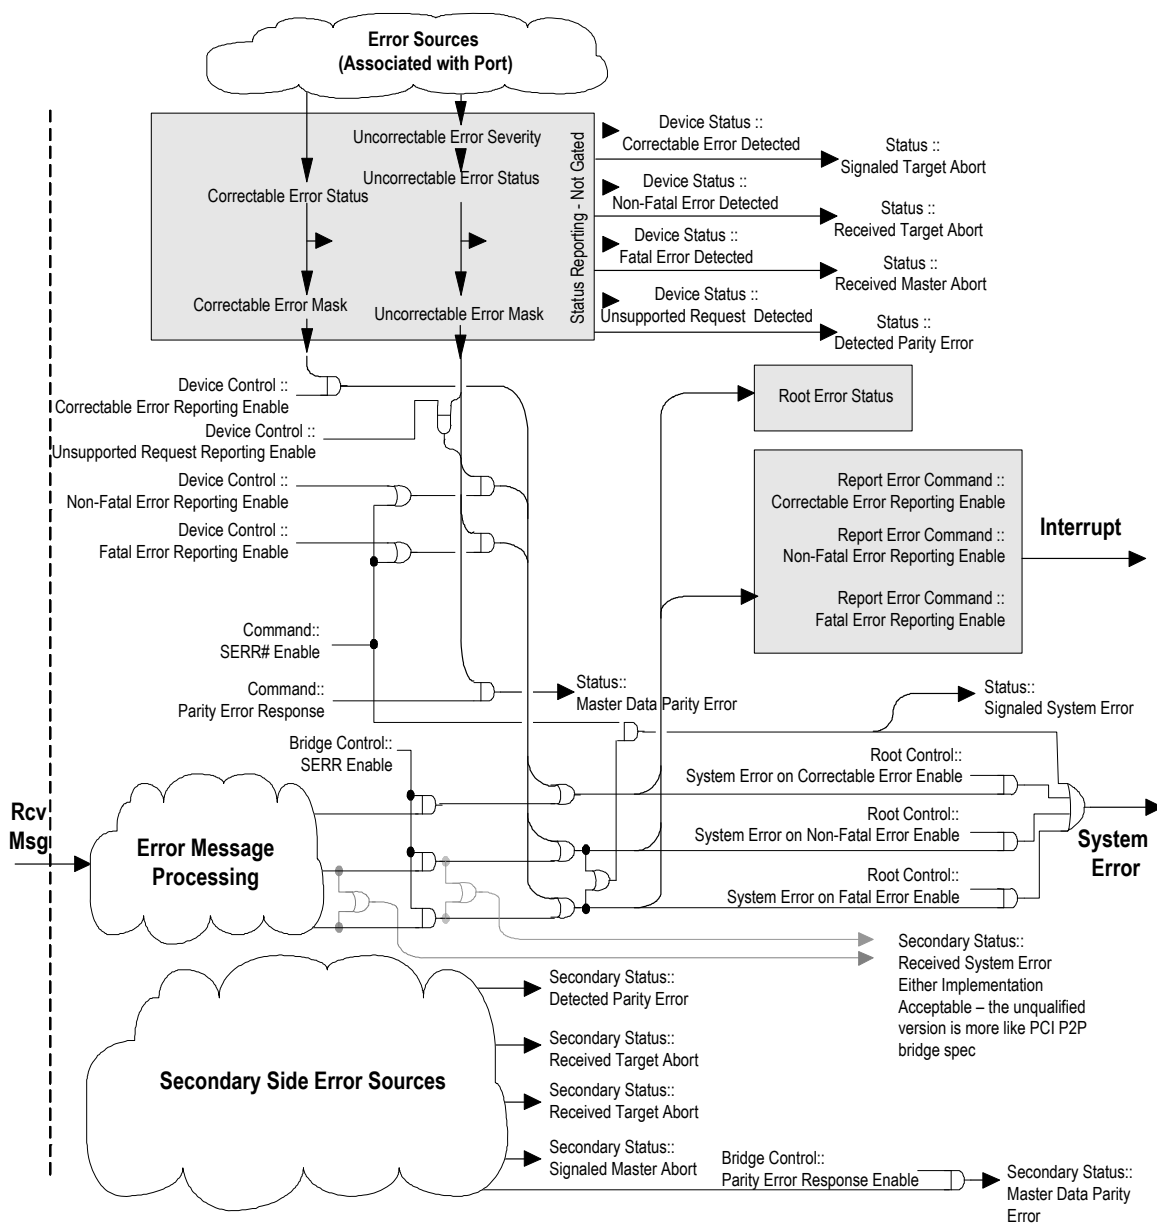 Error Sources
(Associated with Port)
Uncorrectable Error Severity
Correctable Error Status
Uncorrectable Error Status
Correctable Error Mask
Uncorrectable Error Mask
Status Reporting - Not Gated
Device Status ::
Correctable Error Detected
Status ::
Signaled Target Abort
Device Status ::
Non-Fatal Error Detected
Status ::
Received Target Abort
Device Status ::
Fatal Error Detected
Status ::
Received Master Abort
Device Status ::
Unsupported Request Detected
Status ::
Detected Parity Error
Device Control ::
Correctable Error Reporting Enable
Device Control ::
Unsupported Request Reporting Enable
Device Control ::
Non-Fatal Error Reporting Enable
Device Control ::
Fatal Error Reporting Enable
Root Error Status
Report Error Command ::
Correctable Error Reporting Enable
Report Error Command ::
Non-Fatal Error Reporting Enable
Report Error Command ::
Fatal Error Reporting Enable
Interrupt
Command::
SERR# Enable
Command::
Parity Error Response
Status::
Master Data Parity Error
Status::
Signaled System Error
Bridge Control::
SERR Enable
Root Control::
System Error on Correctable Error Enable
Root Control::
System Error on Non-Fatal Error Enable
Root Control::
System Error on Fatal Error Enable
System
Error
Rcv
Msg
Error Message
Processing
Secondary Status::
Received System Error
Either Implementation
Acceptable – the unqualified
version is more like PCI P2P
bridge spec
Secondary Side Error Sources
Secondary Status::
Detected Parity Error
Secondary Status::
Received Target Abort
Secondary Status::
Received Target Abort
Secondary Status::
Signaled Master Abort
Bridge Control::
Parity Error Response Enable
Secondary Status::
Master Data Parity
Error